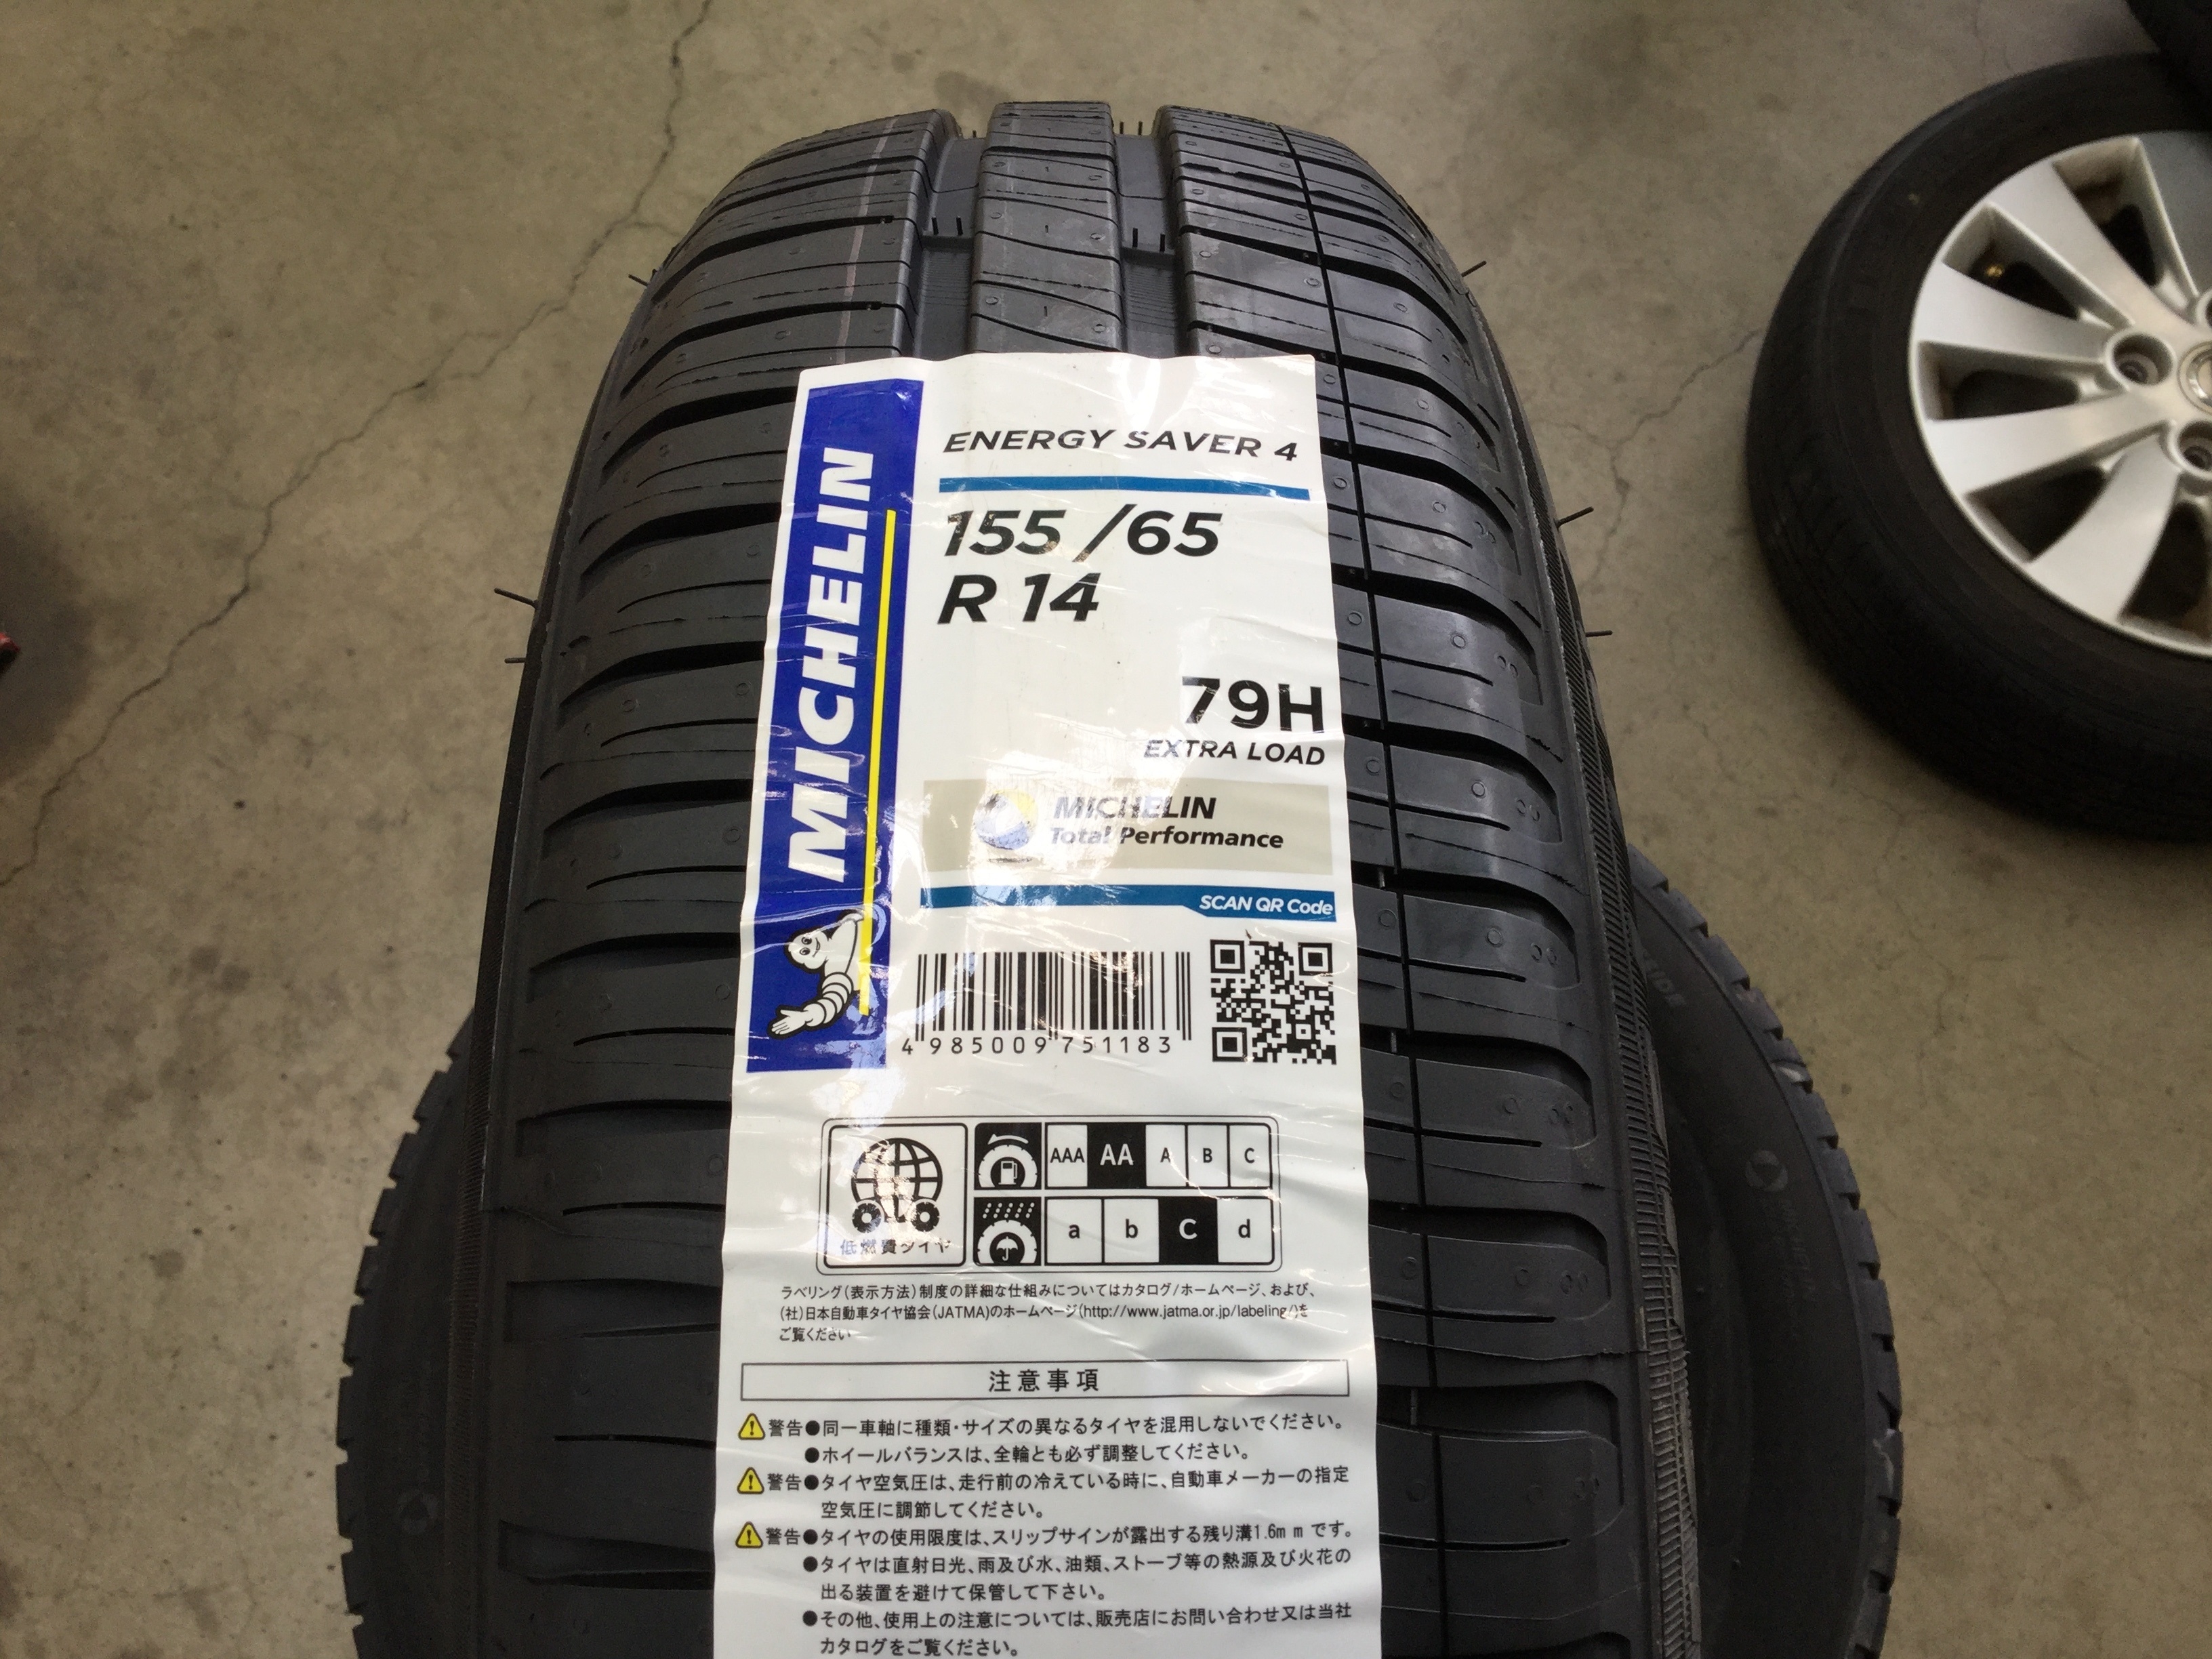 MICHELIN
ENERGY SAVER 4
155/65
R 14
79H
EXTRA LOAD
MICHELIN
Total Performance
SCAN QR Code
4985009751183
AAA AA A B C
a b C d
低燃費タイヤ
ラベリング(表示方法)制度の詳細な仕組みについてはカタログ/ホームページ、および、
(社)日本自動車タイヤ協会(JATMA)のホームページ(http://www.jatma.or.jp/labeling/)を
ご覧ください
注意事項
警告●同一車軸に種類・サイズの異なるタイヤを混用しないでください。
●ホイールバランスは、全輪とも必ず調整してください。
警告●タイヤ空気圧は、走行前の冷えている時に、自動車メーカーの指定
空気圧に調節してください。
警告●タイヤの使用限度は、スリップサインが露出する残り溝1.6mmです。
●タイヤは直射日光、雨及び水、油類、ストーブ等の熱源及び火花の
出る装置を避けて保管して下さい。
●その他、使用上の注意については、販売店にお問い合わせ又は当社
カタログをご覧ください。